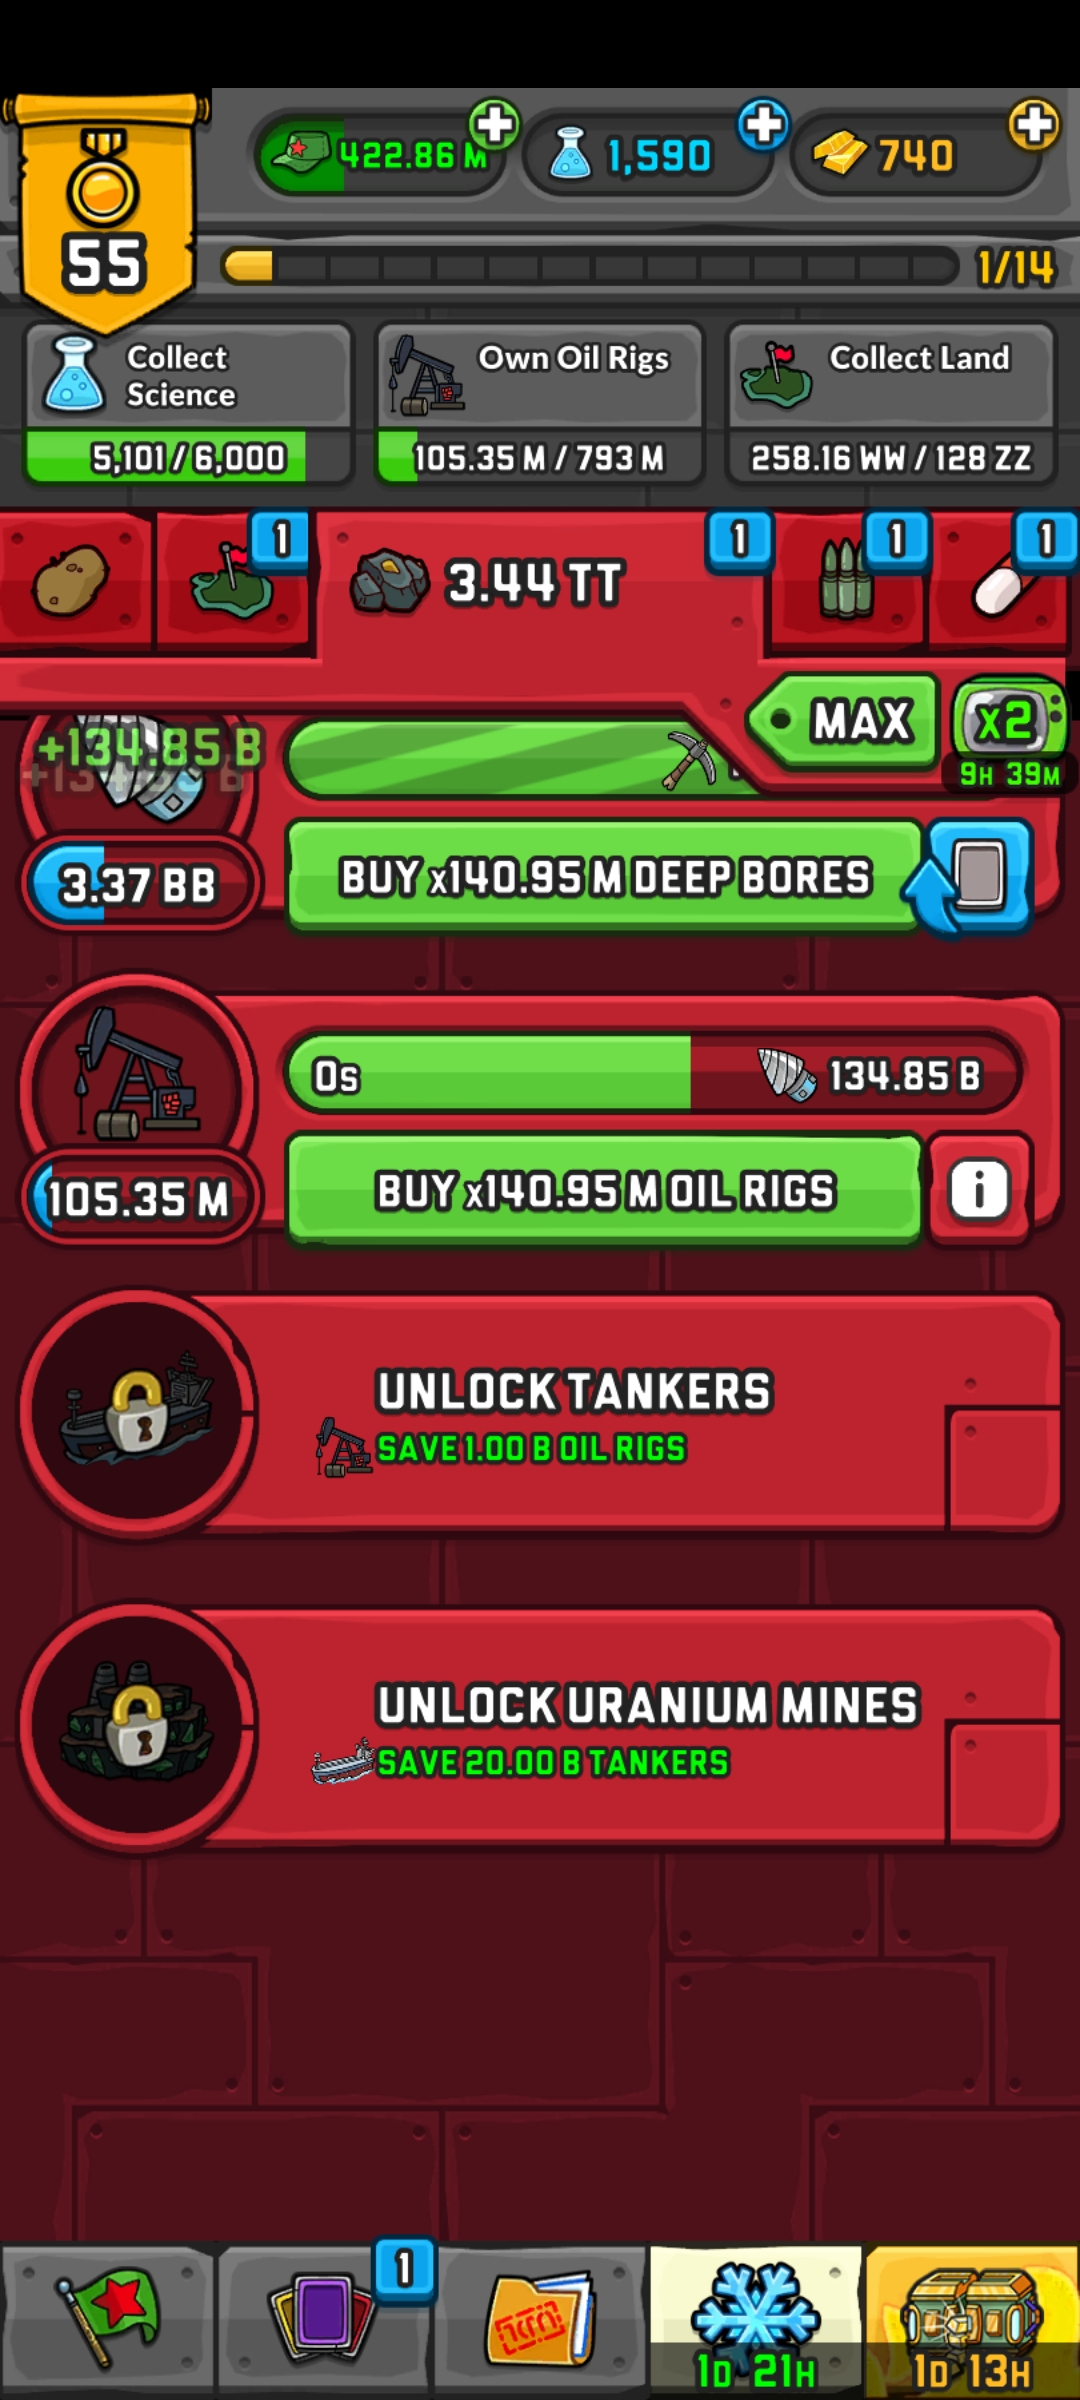 422.86 M
1,590
740
55
1/14
Collect
Science
5,101 / 6,000
Own Oil Rigs
105.35 M / 793 M
Collect Land
258.16 WW / 128 ZZ
1
3.44 TT
1
1
1
MAX
x2
9H 39M
+134.85 B
3.37 BB
BUY x140.95 M DEEP BORES
0s
134.85 B
105.35 M
BUY x140.95 M OIL RIGS
i
UNLOCK TANKERS
SAVE 1.00 B OIL RIGS
UNLOCK URANIUM MINES
SAVE 20.00 B TANKERS
1
1D 21H
1D 13H